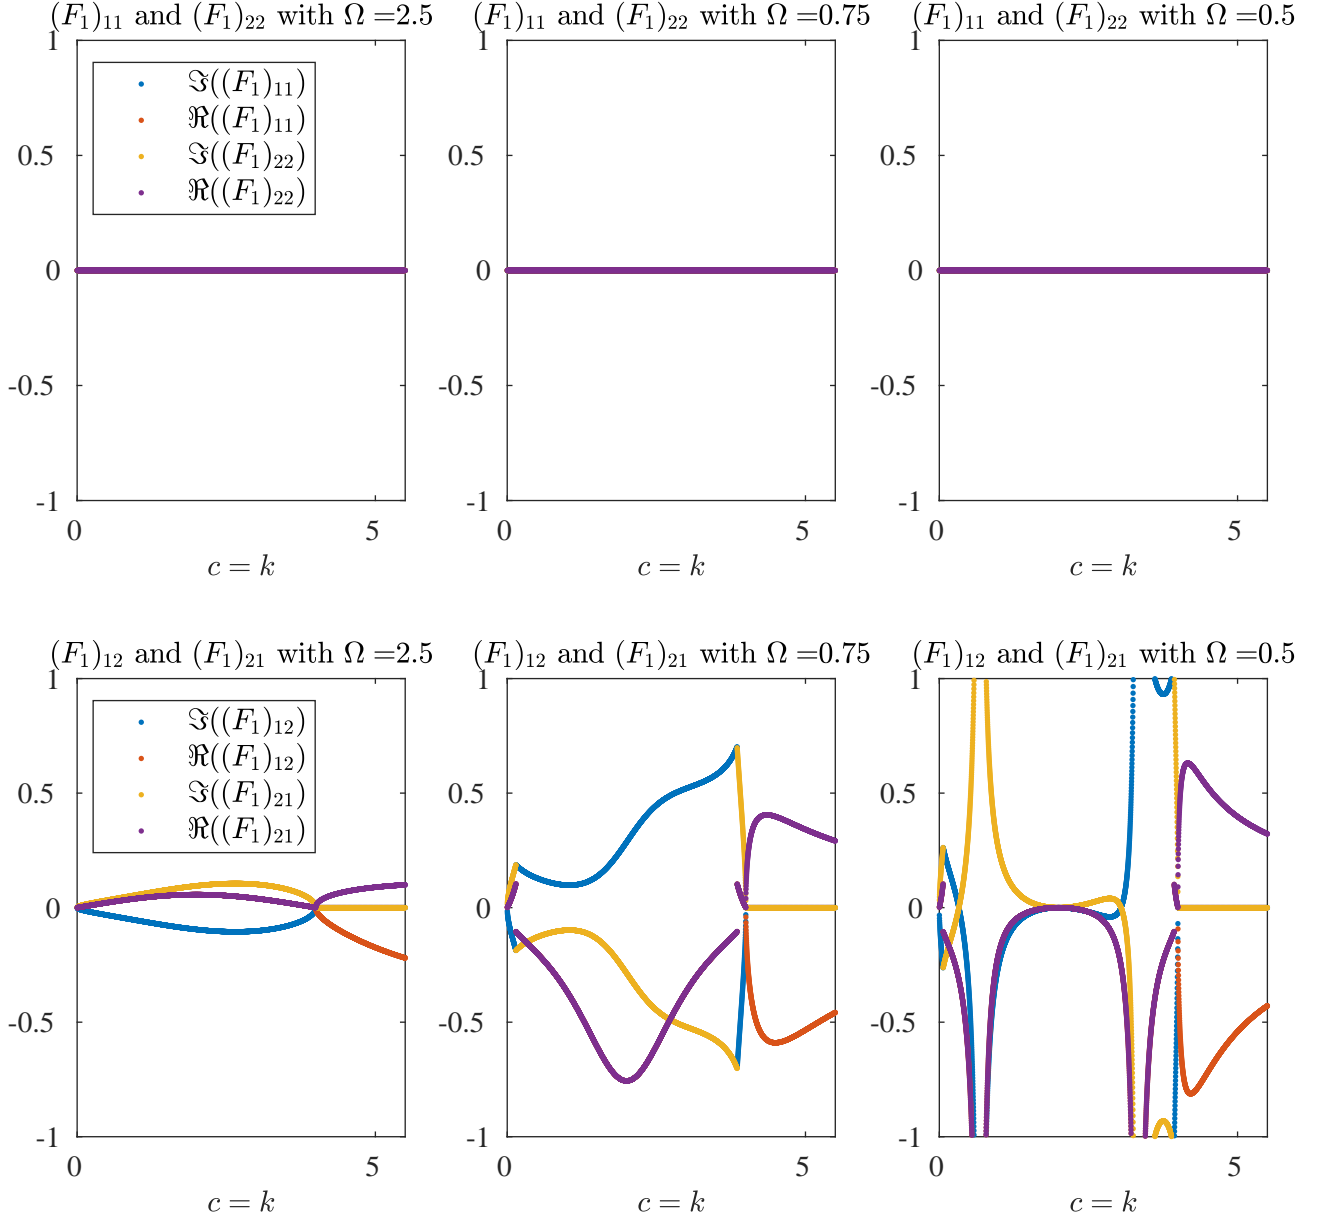 (F₁)₁₁ and (F₁)₂₂ with Ω =2.5
1
0.5
0
-0.5
-1
0
5
c = k
ℑ((F₁)₁₁)
ℜ((F₁)₁₁)
ℑ((F₁)₂₂)
ℜ((F₁)₂₂)
(F₁)₁₁ and (F₁)₂₂ with Ω =0.75
1
0.5
0
-0.5
-1
0
5
c = k
(F₁)₁₁ and (F₁)₂₂ with Ω =0.5
1
0.5
0
-0.5
-1
0
5
c = k
(F₁)₁₂ and (F₁)₂₁ with Ω =2.5
1
0.5
0
-0.5
-1
0
5
c = k
ℑ((F₁)₁₂)
ℜ((F₁)₁₂)
ℑ((F₁)₂₁)
ℜ((F₁)₂₁)
(F₁)₁₂ and (F₁)₂₁ with Ω =0.75
1
0.5
0
-0.5
-1
0
5
c = k
(F₁)₁₂ and (F₁)₂₁ with Ω =0.5
1
0.5
0
-0.5
-1
0
5
c = k